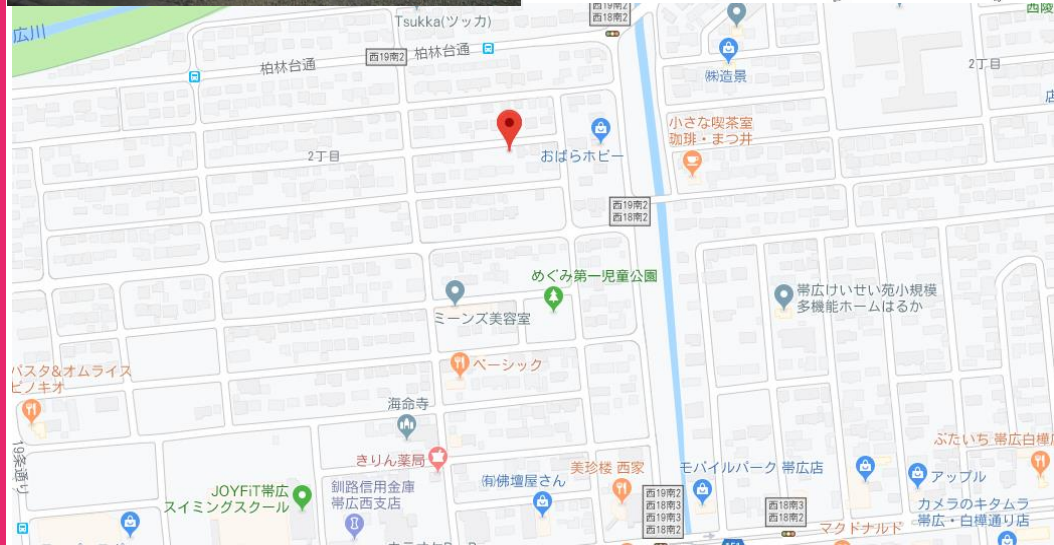 Tsukka(ツッカ)
西19南2
西18南2
西陵
広川
柏林台通
西19南2
柏林台通
㈱造景
2丁目
店
小さな喫茶室
珈琲・まつ井
おばらホビー
2丁目
西19南2
西18南2
めぐみ第一児童公園
ミーンズ美容室
帯広けいせい苑小規模
多機能ホームはるか
ベーシック
パスタ&オムライス
ピノキオ
海命寺
きりん薬局
19条通り
JOYFiT帯広
スイミングスクール
釧路信用金庫
帯広西支店
㈲佛壇屋さん
美珍楼 西家
モバイルパーク 帯広店
ぶたいち 帯広白樺店
アップル
西19南2
西18南3
西19南3
西18南2
西18南3
西18南2
マクドナルド
カメラのキタムラ
帯広・白樺通り店
151